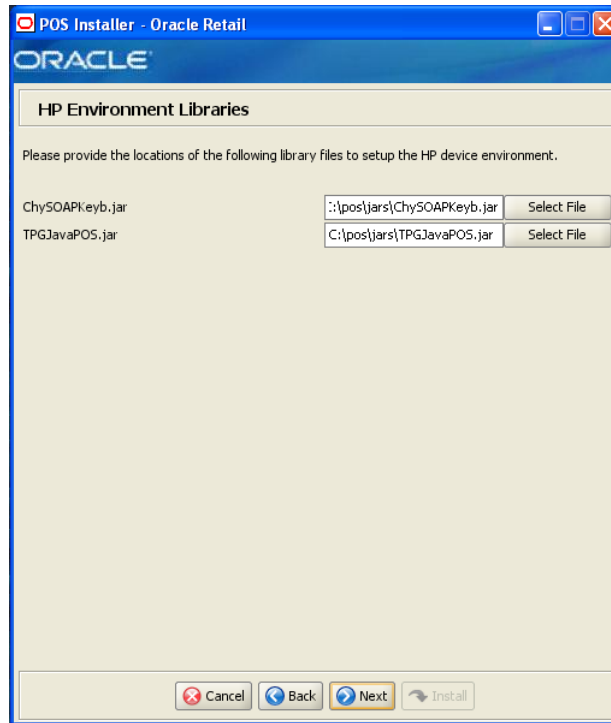 POS Installer - Oracle Retail
ORACLE
HP Environment Libraries
Please provide the locations of the following library files to setup the HP device environment.
ChySOAPKeyb.jar :\pos\jars\ChySOAPKeyb.jar Select File
TPGJavaPOS.jar C:\pos\jars\TPGJavaPOS.jar Select File
Cancel Back Next Install